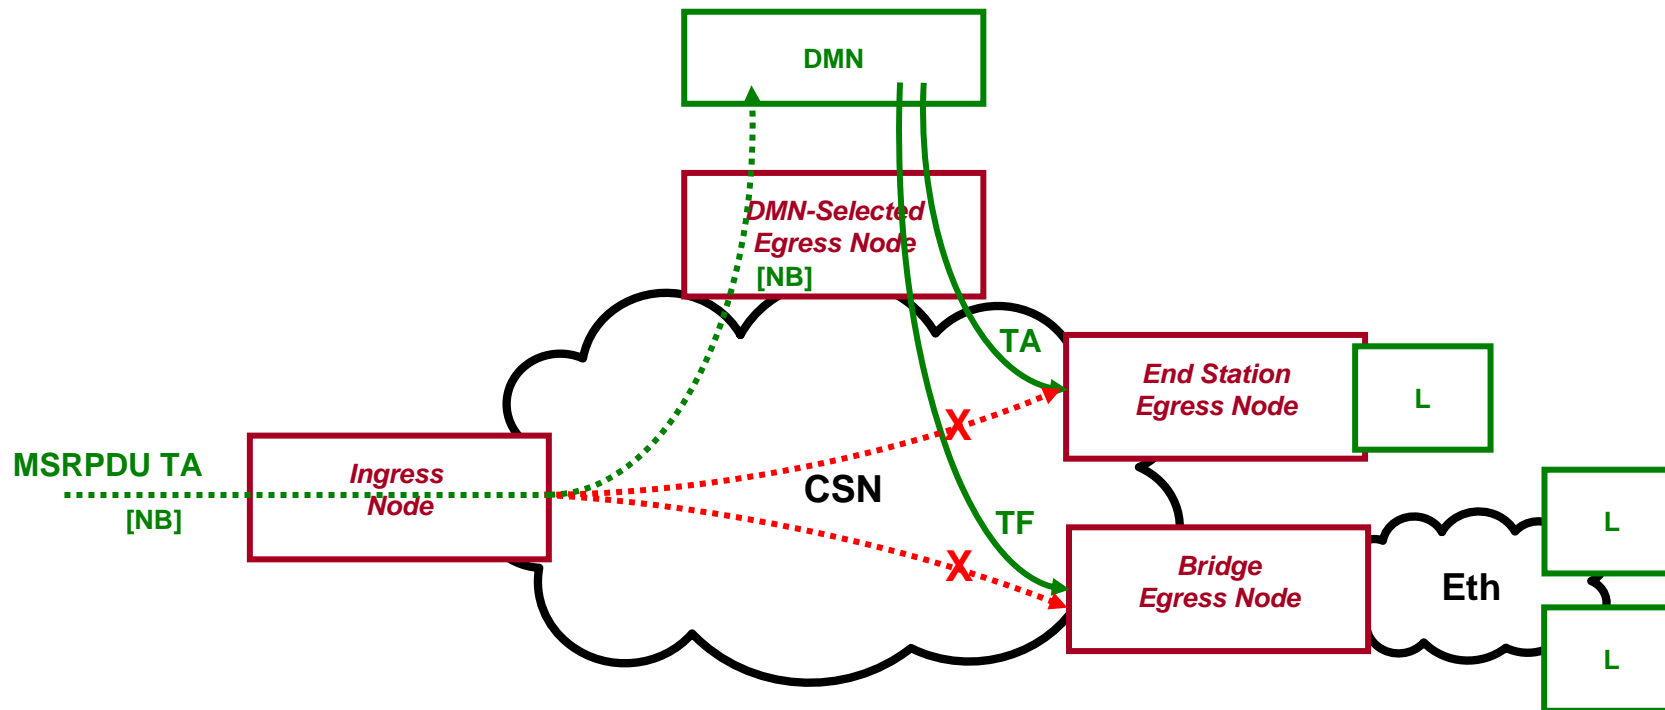 DMN
DMN-Selected
Egress Node
[NB]
TA
End Station
Egress Node
L
MSRPDU TA
[NB]
Ingress
Node
X
CSN
TF
X
Bridge
Egress Node
Eth
L
L